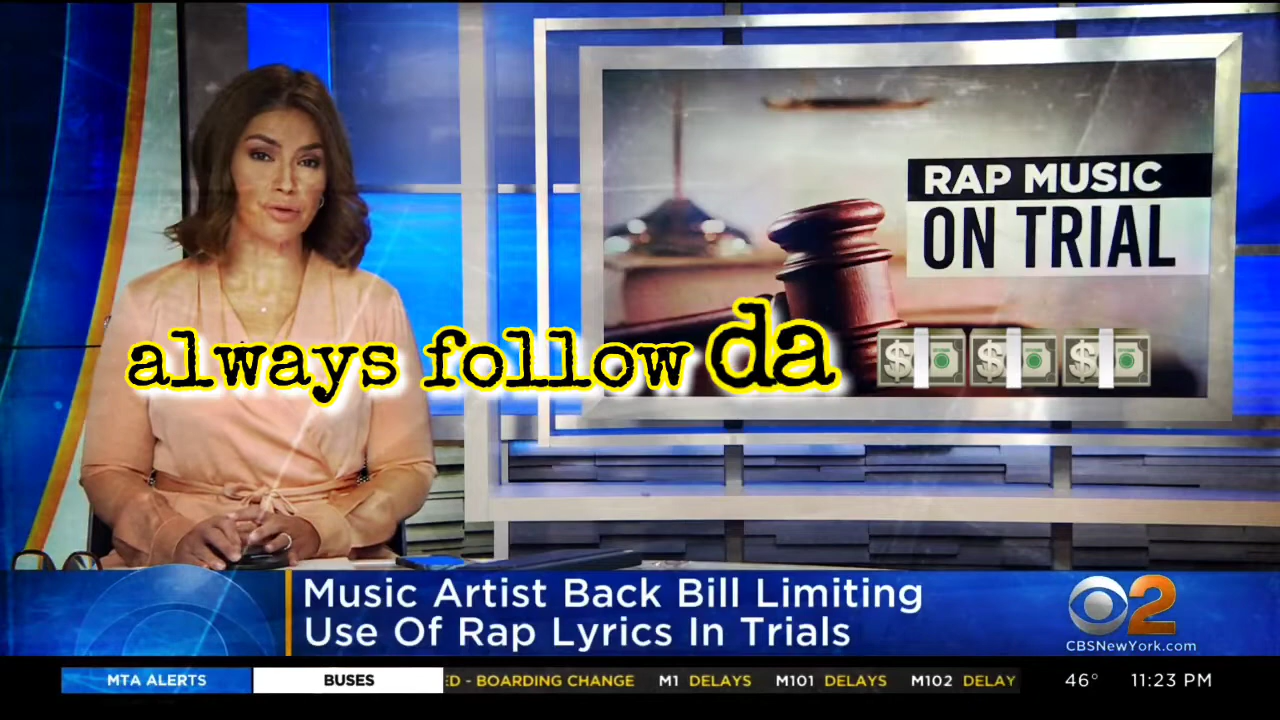 RAP MUSIC
ON TRIAL
always follow da
Music Artist Back Bill Limiting
Use Of Rap Lyrics In Trials
2
CBSNewYork.com
MTA ALERTS BUSES D - BOARDING CHANGE M1 DELAYS M101 DELAYS M102 DELAY 46° 11:23 PM